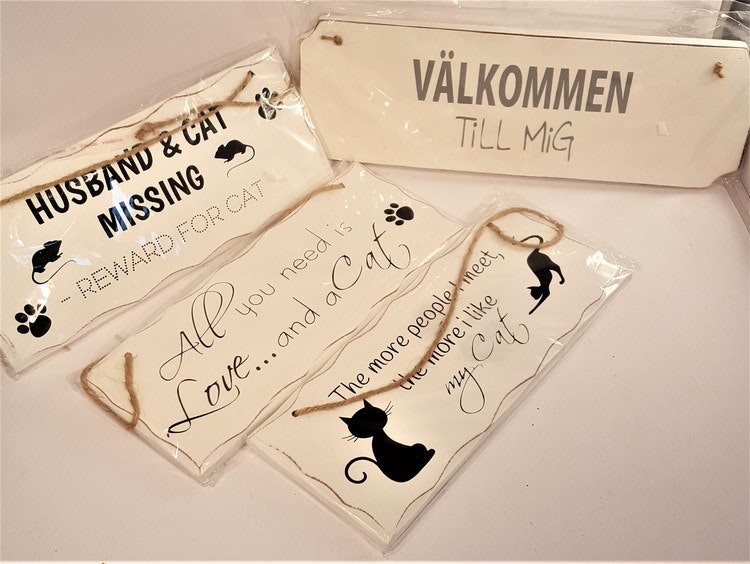 VÄLKOMMEN
TiLL MiG
HUSBAND & CAT
MISSING
- REWARD FOR CAT
All you need is
Love...and a Cat
The more people I meet,
the more i like
my Cat